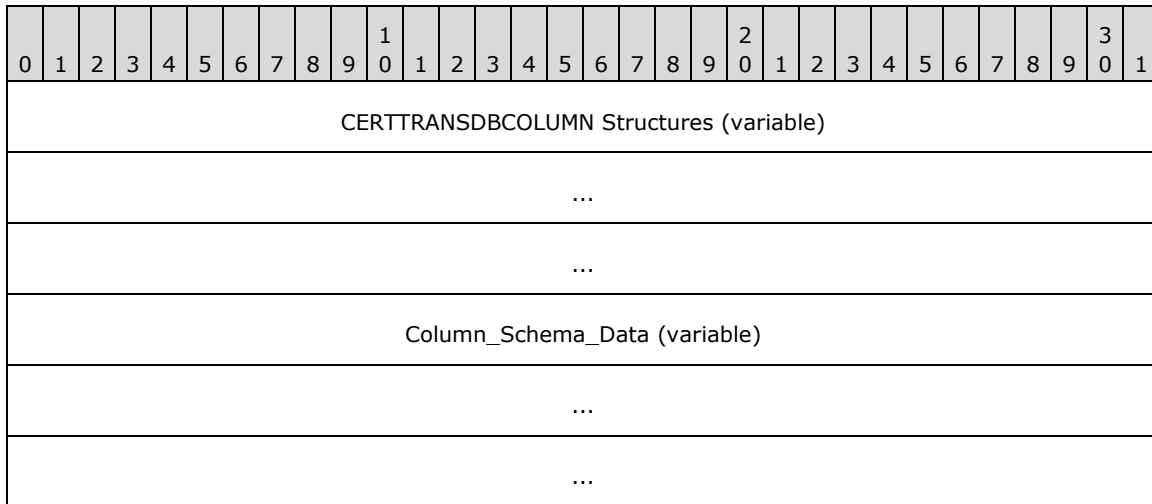 1 2 3
0 1 2 3 4 5 6 7 8 9 0 1 2 3 4 5 6 7 8 9 0 1 2 3 4 5 6 7 8 9 0 1
CERTTRANSDBCOLUMN Structures (variable)
...
...
Column_Schema_Data (variable)
...
...